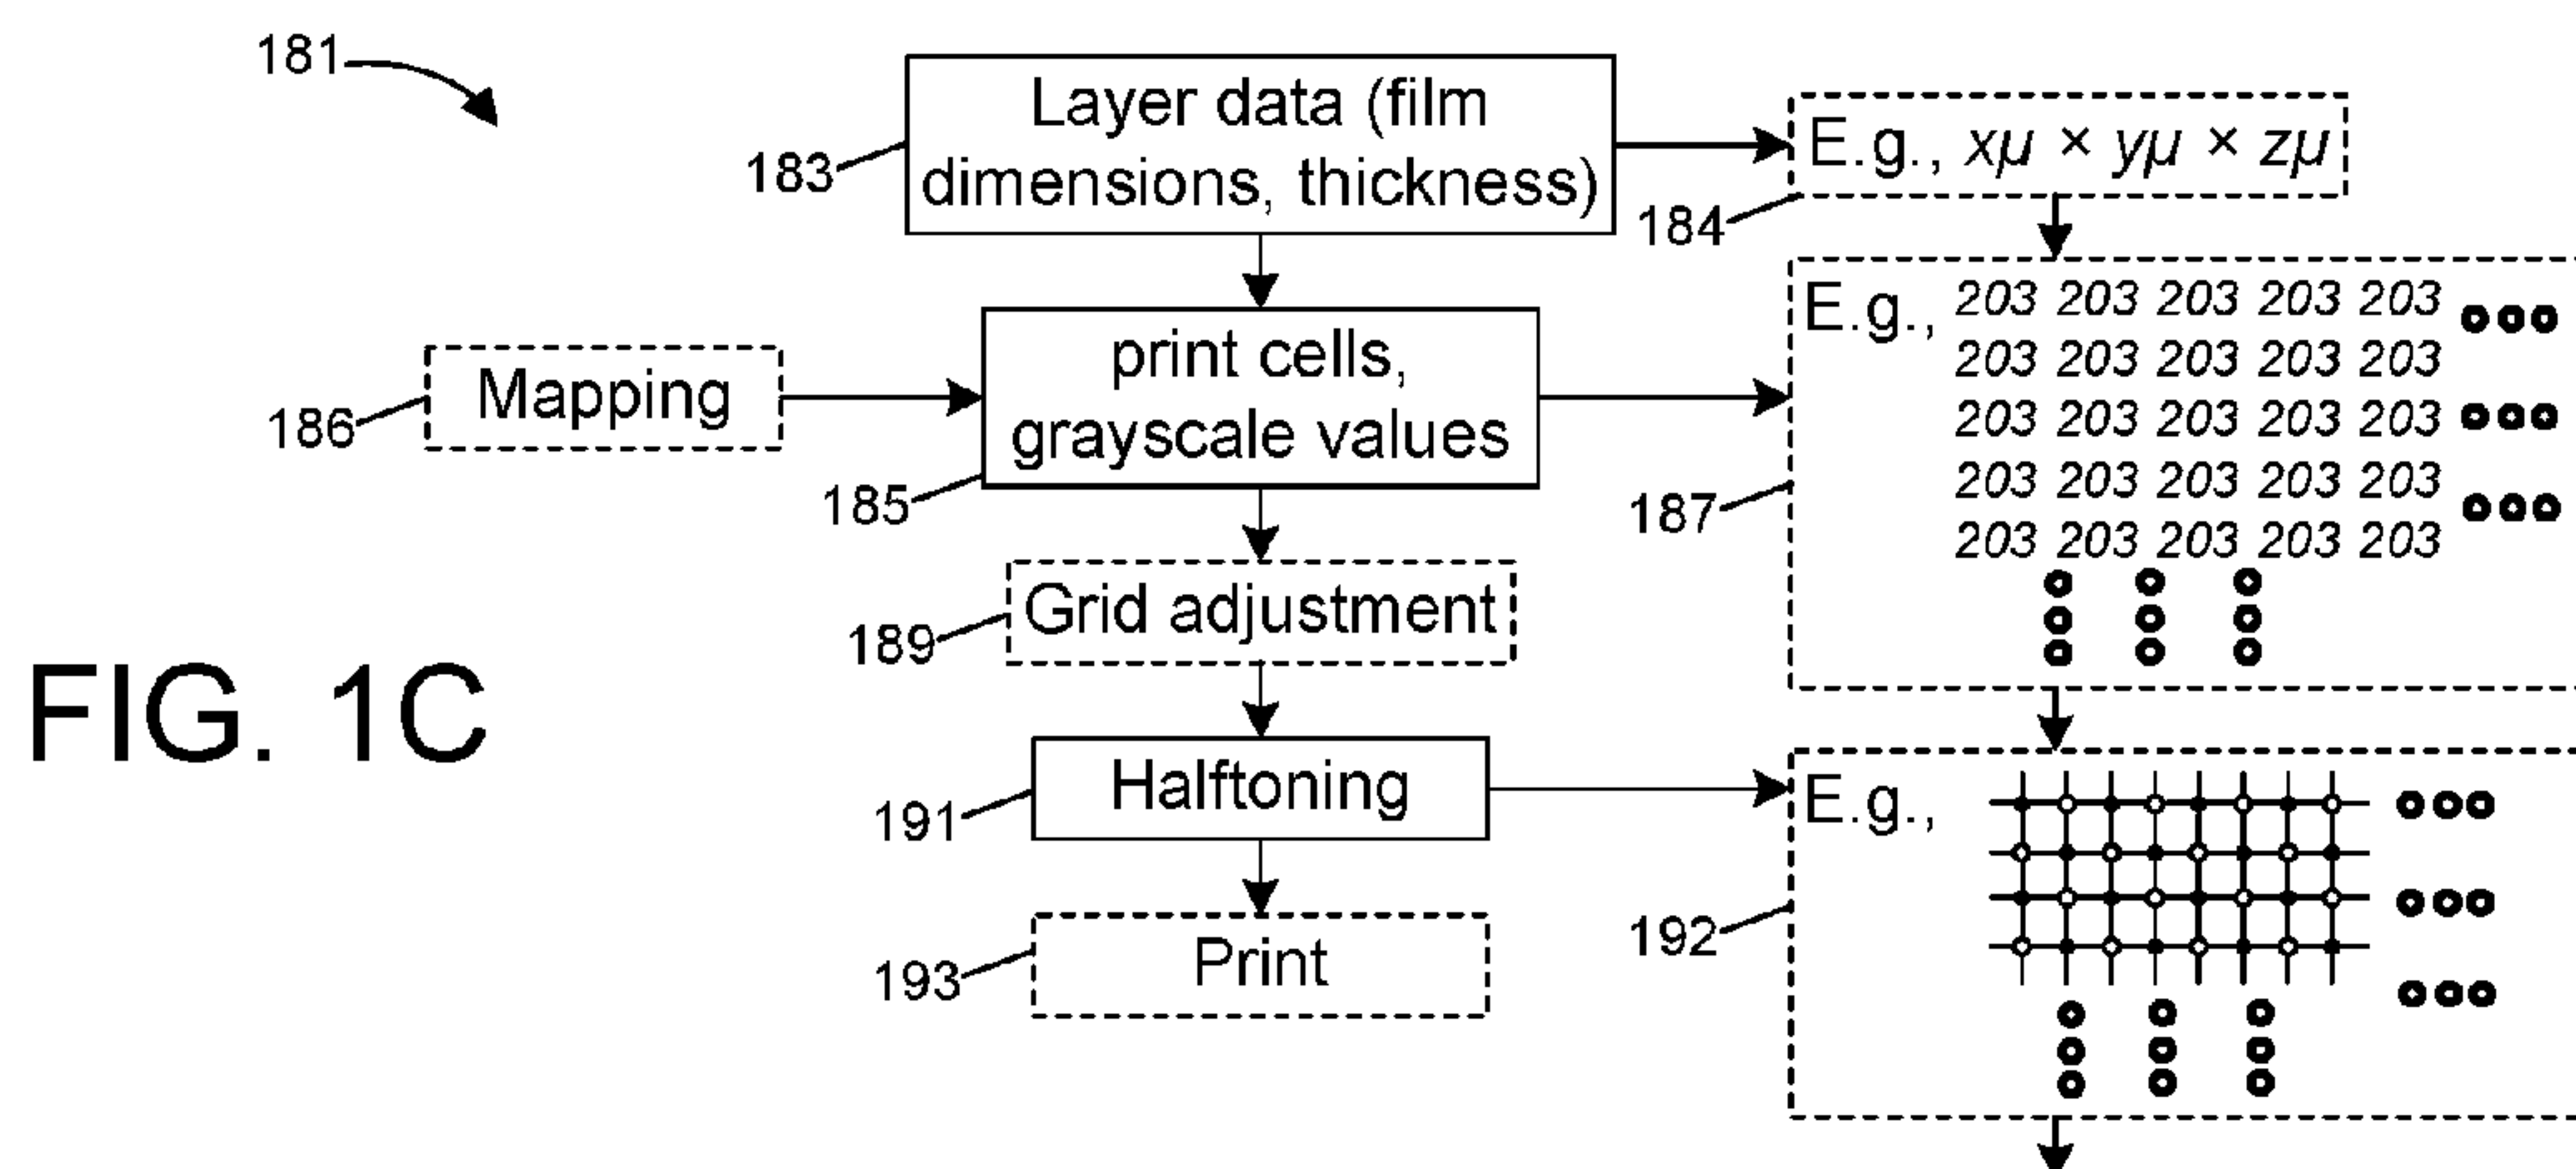 181
Layer data (film
dimensions, thickness)
183
E.g., xµ × yµ × zµ
184
Mapping
186
print cells,
grayscale values
185
E.g., 203 203 203 203 203
203 203 203 203 203
203 203 203 203 203
203 203 203 203 203
203 203 203 203 203
187
Grid adjustment
189
FIG. 1C
Halftoning
191
E.g.,
192
Print
193